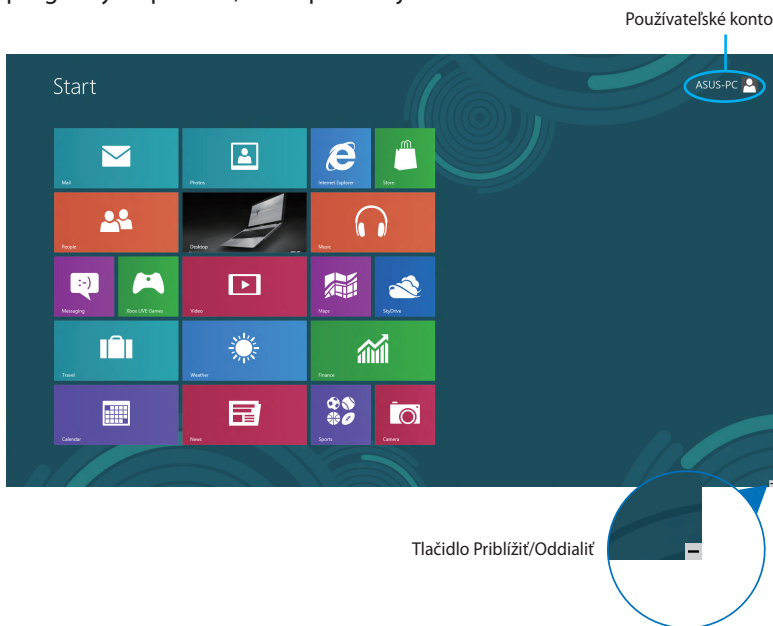 Používateľské konto
Start
ASUS-PC
Mail
Photos
Internet Explorer
Store
People
Desktop
Music
Messaging
Xbox LIVE Games
Video
Maps
SkyDrive
Travel
Weather
Finance
Calendar
News
Sports
Camera
Tlačidlo Priblížiť/Oddialiť